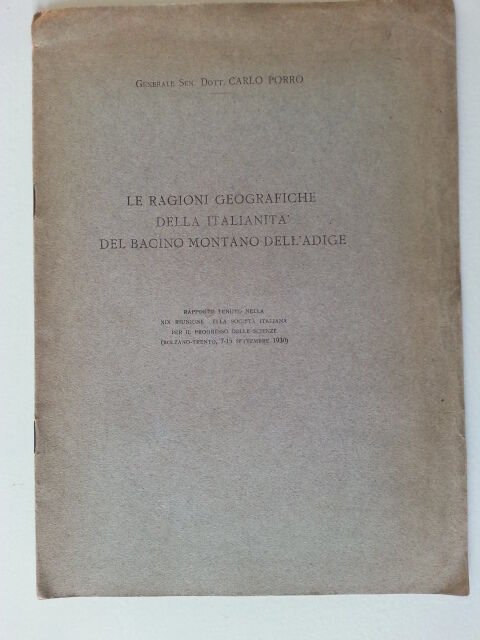 GENERALE SEN. DOTT. CARLO PORRO
LE RAGIONI GEOGRAFICHE
DELLA ITALIANITA'
DEL BACINO MONTANO DELL'ADIGE
RAPPORTO TENUTO NELLA
XIX RIUNIONE DELLA SOCIETÀ ITALIANA
PER IL PROGRESSO DELLE SCIENZE
(BOLZANO-TRENTO, 7-15 SETTEMBRE 1930)